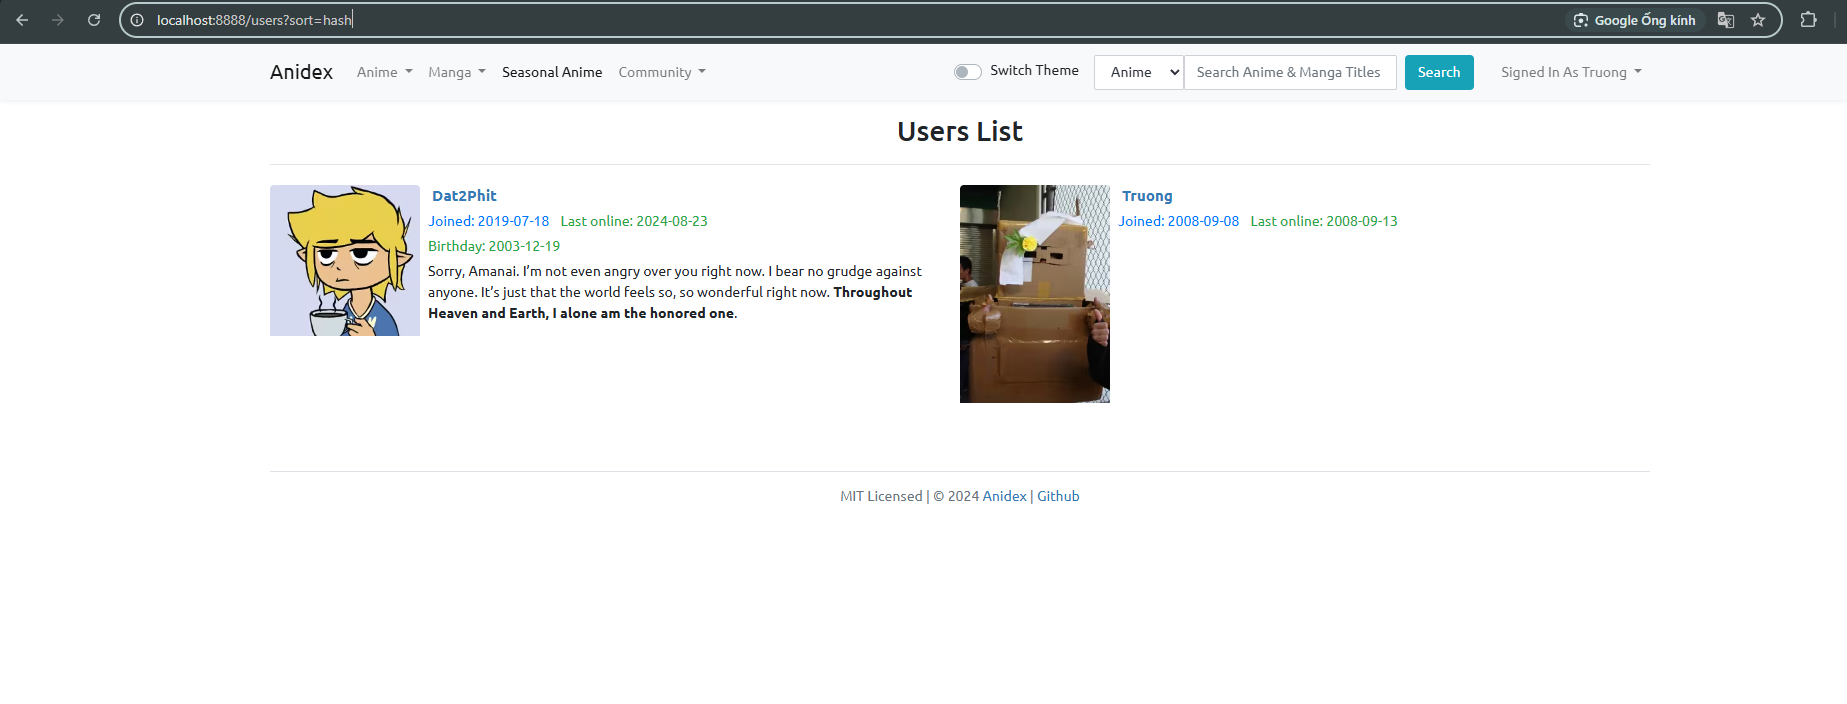 localhost:8888/users?sort=hash
Google Ống kính
Anidex Anime Manga Seasonal Anime Community Switch Theme Anime Search Anime & Manga Titles Search Signed In As Truong
Users List
Dat2Phit
Joined: 2019-07-18 Last online: 2024-08-23
Birthday: 2003-12-19
Sorry, Amanai. I’m not even angry over you right now. I bear no grudge against
anyone. It’s just that the world feels so, so wonderful right now. Throughout
Heaven and Earth, I alone am the honored one.
Truong
Joined: 2008-09-08 Last online: 2008-09-13
MIT Licensed | © 2024 Anidex | Github